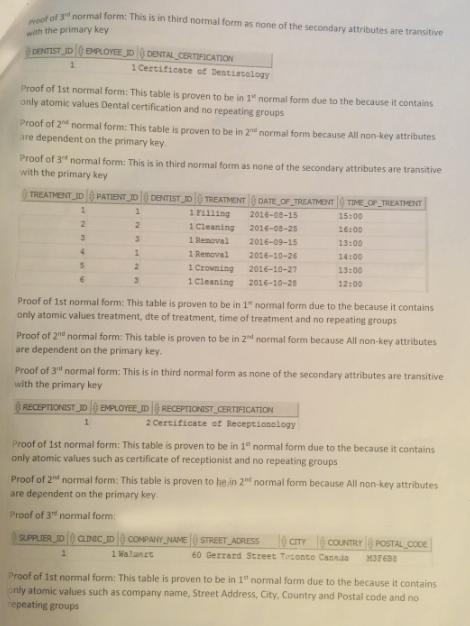 Proof of 3rd normal form: This is in third normal form as none of the secondary attributes are transitive
with the primary key
DENTIST_ID EMPLOYEE_ID DENTAL_CERTIFICATION
1 1 Certificate of Dentistology
Proof of 1st normal form: This table is proven to be in 1st normal form due to the because it contains
only atomic values Dental certification and no repeating groups
Proof of 2nd normal form: This table is proven to be in 2nd normal form because All non-key attributes
are dependent on the primary key.
Proof of 3rd normal form: This is in third normal form as none of the secondary attributes are transitive
with the primary key
TREATMENT_ID PATIENT_ID DENTIST_ID TREATMENT DATE_OF_TREATMENT TIME_OF_TREATMENT
1 1 1 Filling 2016-08-15 15:00
2 2 1 Cleaning 2016-08-25 16:00
3 3 1 Removal 2016-09-15 13:00
4 1 1 Removal 2016-10-26 14:00
5 2 1 Crowning 2016-10-27 13:00
6 3 1 Cleaning 2016-10-28 12:00
Proof of 1st normal form: This table is proven to be in 1st normal form due to the because it contains
only atomic values treatment, dte of treatment, time of treatment and no repeating groups
Proof of 2nd normal form: This table is proven to be in 2nd normal form because All non-key attributes
are dependent on the primary key.
Proof of 3rd normal form: This is in third normal form as none of the secondary attributes are transitive
with the primary key
RECEPTIONIST_ID EMPLOYEE_ID RECEPTIONIST_CERTIFICATION
1 2 Certificate of Receptionology
Proof of 1st normal form: This table is proven to be in 1st normal form due to the because it contains
only atomic values such as certificate of receptionist and no repeating groups
Proof of 2nd normal form: This table is proven to be in 2nd normal form because All non-key attributes
are dependent on the primary key.
Proof of 3rd normal form:
SUPPLIER_ID CLINIC_ID COMPANY_NAME STREET_ADRESS CITY COUNTRY POSTAL_CODE
1 1 Walmart 60 Gerrard Street Toronto Canada M3F6B8
Proof of 1st normal form: This table is proven to be in 1st normal form due to the because it contains
only atomic values such as company name, Street Address, City, Country and Postal code and no
repeating groups